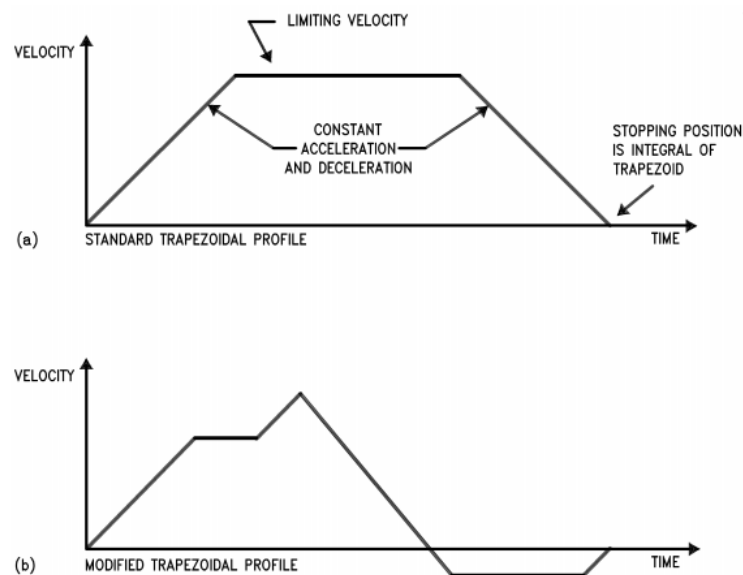 LIMITING VELOCITY
VELOCITY
CONSTANT
ACCELERATION
AND DECELERATION
STOPPING POSITION
IS INTEGRAL OF
TRAPEZOID
(a)
STANDARD TRAPEZOIDAL PROFILE
TIME
VELOCITY
(b)
MODIFIED TRAPEZOIDAL PROFILE
TIME